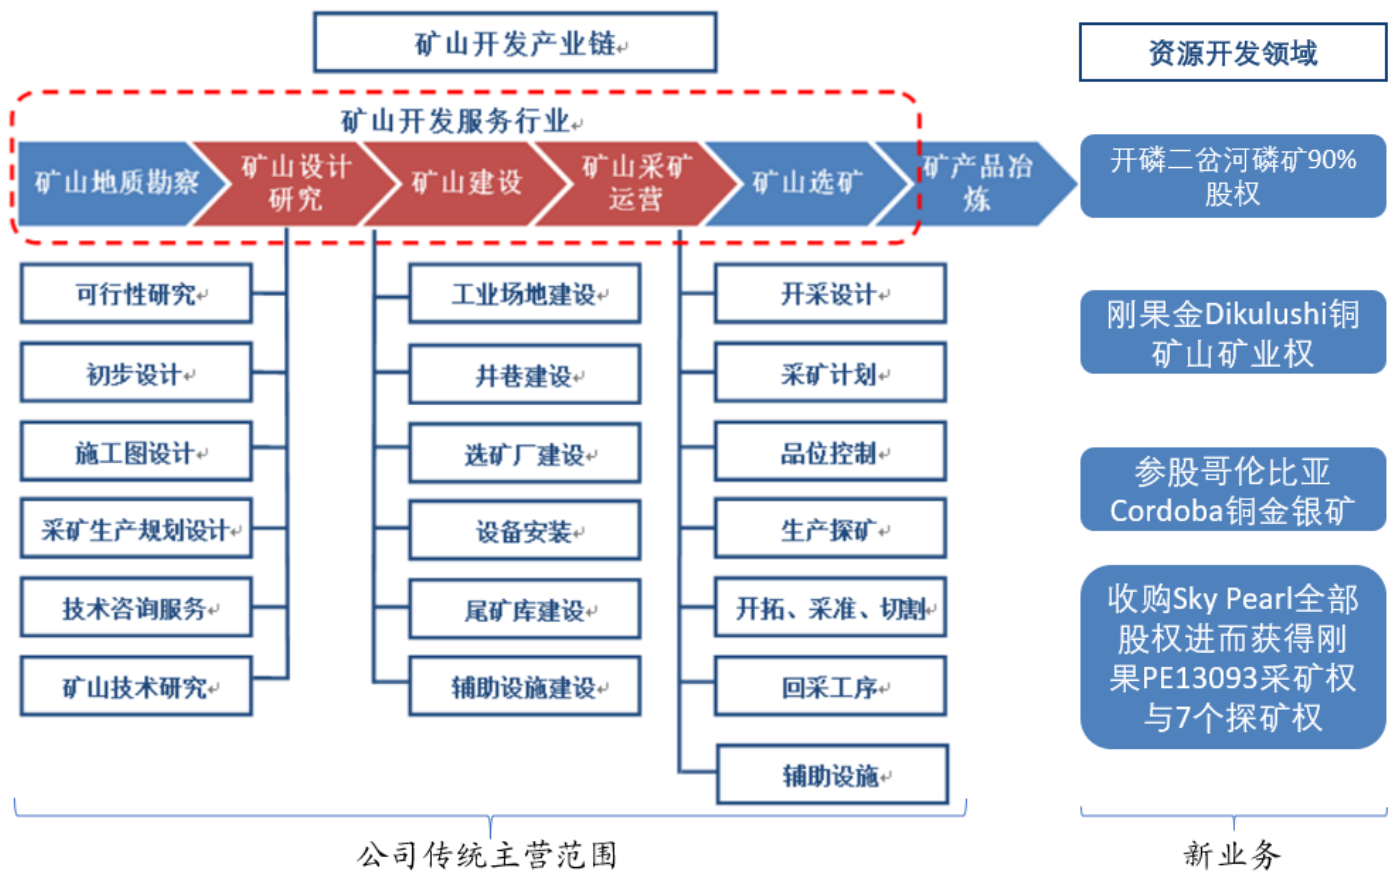 矿山开发产业链
资源开发领域
矿山开发服务行业
矿山地质勘察
矿山设计
研究
矿山建设
矿山采矿
运营
矿山选矿
矿产品冶
炼
可行性研究
初步设计
施工图设计
采矿生产规划设计
技术咨询服务
矿山技术研究
工业场地建设
井巷建设
选矿厂建设
设备安装
尾矿库建设
辅助设施建设
开采设计
采矿计划
品位控制
生产探矿
开拓、采准、切割
回采工序
辅助设施
开磷二岔河磷矿90%
股权
刚果金Dikulushi铜
矿山矿业权
参股哥伦比亚
Cordoba铜金银矿
收购Sky Pearl全部
股权进而获得刚
果PE13093采矿权
与7个探矿权
公司传统主营范围
新业务